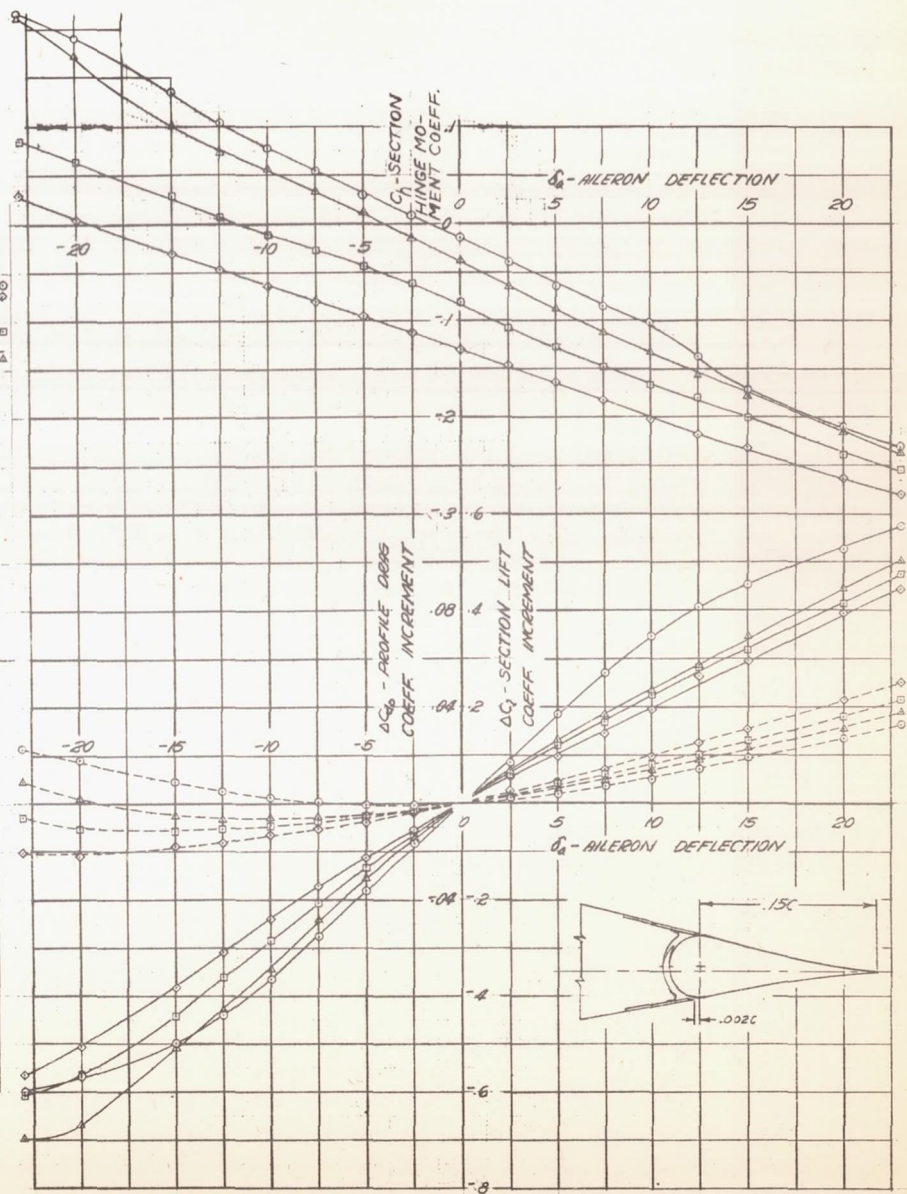 Ch-SECTION
HINGE MO-
MENT COEFF.
.1
δa-AILERON DEFLECTION
0
5
10
15
20
0
-20
-10
-5
-.1
-.2
-.3
.6
ΔCdo-PROFILE DRAG
COEFF. INCREMENT
ΔCl-SECTION LIFT
COEFF. INCREMENT
.08
.4
.04
.2
-20
-15
-10
-5
0
5
10
15
20
δa-AILERON DEFLECTION
-.04
-.2
.15C
-.4
.002C
-.6
-.8